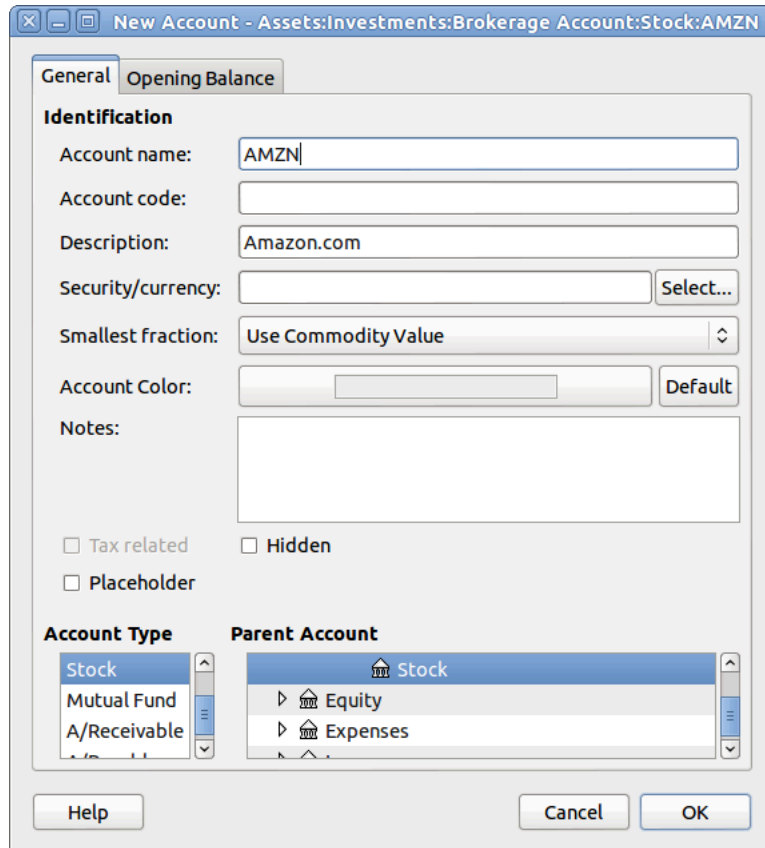 New Account - Assets:Investments:Brokerage Account:Stock:AMZN
General Opening Balance
Identification
Account name: AMZN
Account code:
Description: Amazon.com
Security/currency: Select...
Smallest fraction: Use Commodity Value
Account Color: Default
Notes:
Tax related Hidden
Placeholder
Account Type Parent Account
Stock Stock
Mutual Fund Equity
A/Receivable Expenses
Help Cancel OK